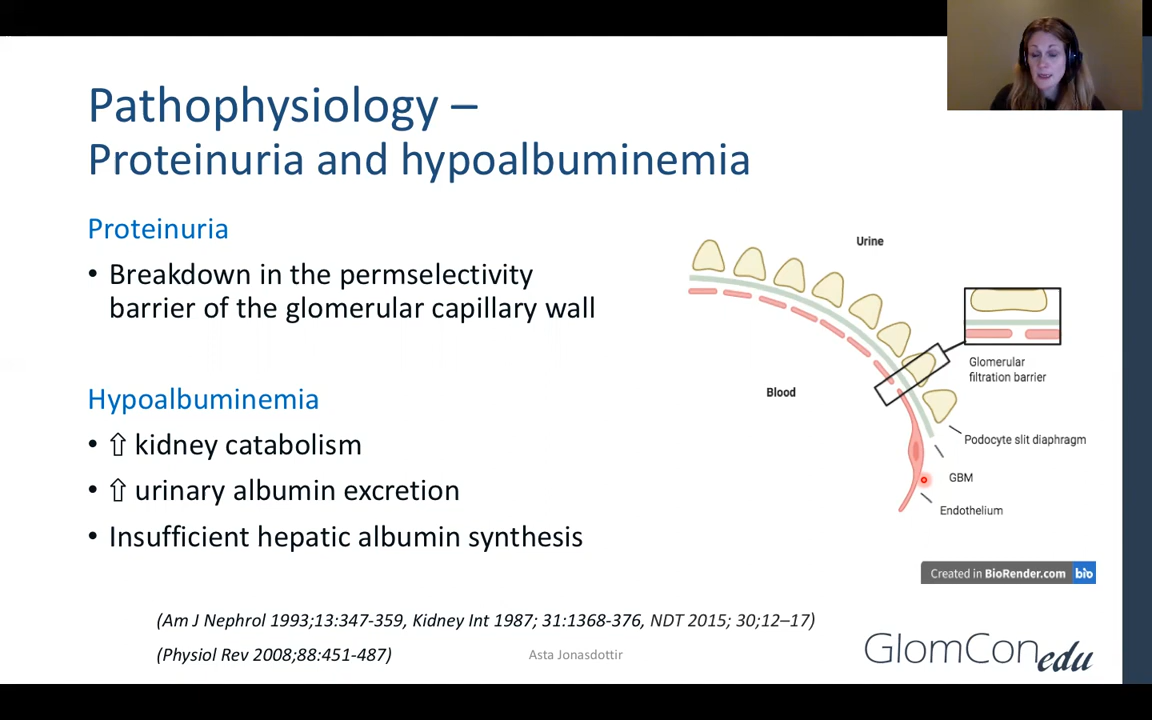 Pathophysiology –
Proteinuria and hypoalbuminemia
Proteinuria
• Breakdown in the permselectivity
barrier of the glomerular capillary wall
Hypoalbuminemia
• ⇧ kidney catabolism
• ⇧ urinary albumin excretion
• Insufficient hepatic albumin synthesis
Urine
Blood
Glomerular
filtration barrier
Podocyte slit diaphragm
GBM
Endothelium
Created in BioRender.com bio
(Am J Nephrol 1993;13:347-359, Kidney Int 1987; 31:1368-376, NDT 2015; 30;12–17)
(Physiol Rev 2008;88:451-487)
Asta Jonasdottir
GlomConedu